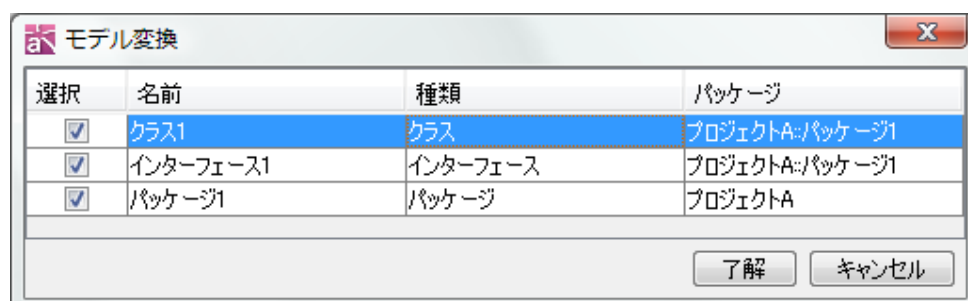 モデル変換
選択 名前 種類 パッケージ
クラス1 クラス プロジェクトA::パッケージ1
インターフェース1 インターフェース プロジェクトA::パッケージ1
パッケージ1 パッケージ プロジェクトA
了解 キャンセル